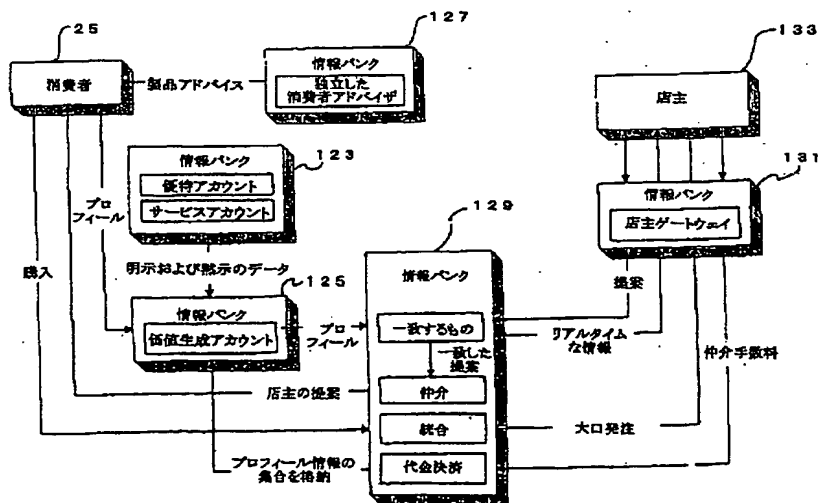 25
消費者
製品アドバイス
127
情報バンク
独立した
消費者アドバイザ
133
店主
情報バンク
123
優待アカウント
サービスアカウント
プロ
フィール
購入
明示および黙示のデータ
125
情報バンク
価値生成アカウント
プロ
フィール
129
情報バンク
一致するもの
一致した
提案
仲介
統合
代金決済
131
情報バンク
店主ゲートウェイ
提案
リアルタイム
な情報
仲介手数料
店主の提案
大口発注
プロフィール情報の
集合を格納